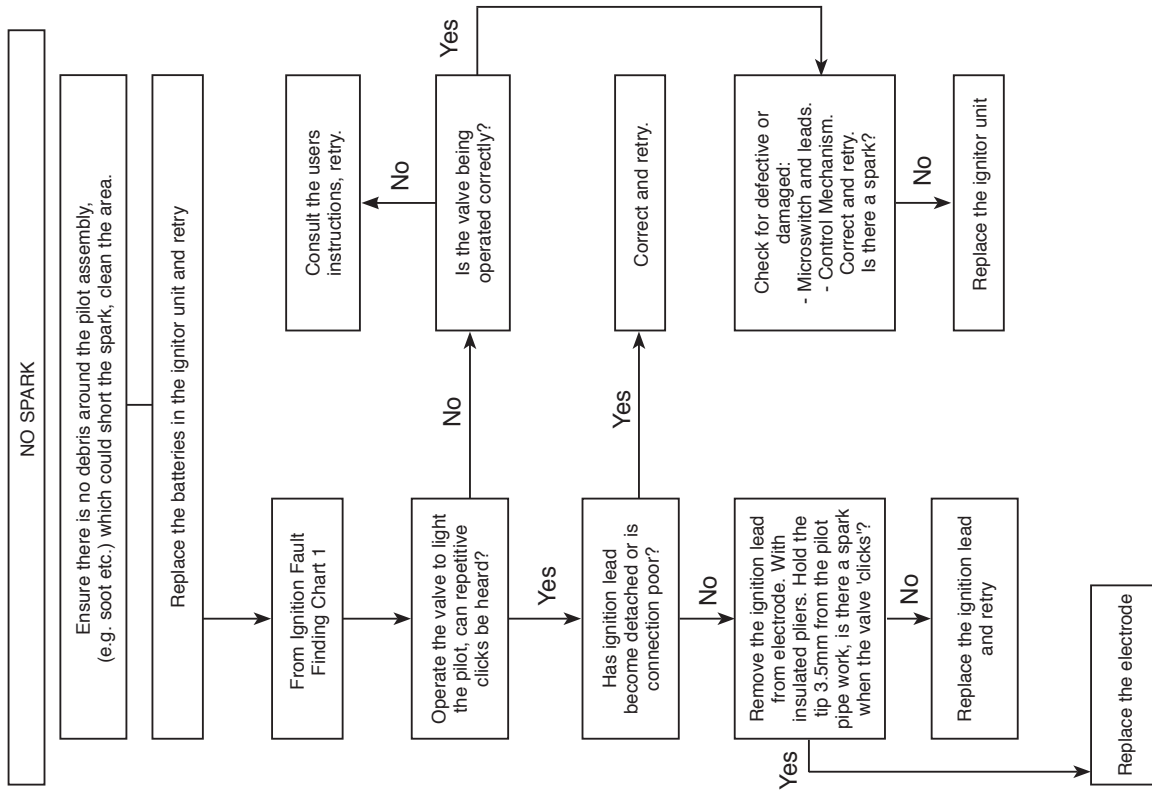 NO SPARK
Ensure there is no debris around the pilot assembly,
(e.g. soot etc.) which could short the spark, clean the area.
Replace the batteries in the ignitor unit and retry
From Ignition Fault
Finding Chart 1
Operate the valve to light
the pilot, can repetitive
clicks be heard?
No
Is the valve being
operated correctly?
No
Consult the users
instructions, retry.
Yes
Yes
Has ignition lead
become detached or is
connection poor?
Yes
Correct and retry.
No
Remove the ignition lead
from electrode. With
insulated pliers. Hold the
tip 3.5mm from the pilot
pipe work, is there a spark
when the valve 'clicks'?
Check for defective or
damaged:
- Microswitch and leads.
- Control Mechanism.
Correct and retry.
Is there a spark?
No
Replace the ignitor unit
No
Replace the ignition lead
and retry
Yes
Replace the electrode